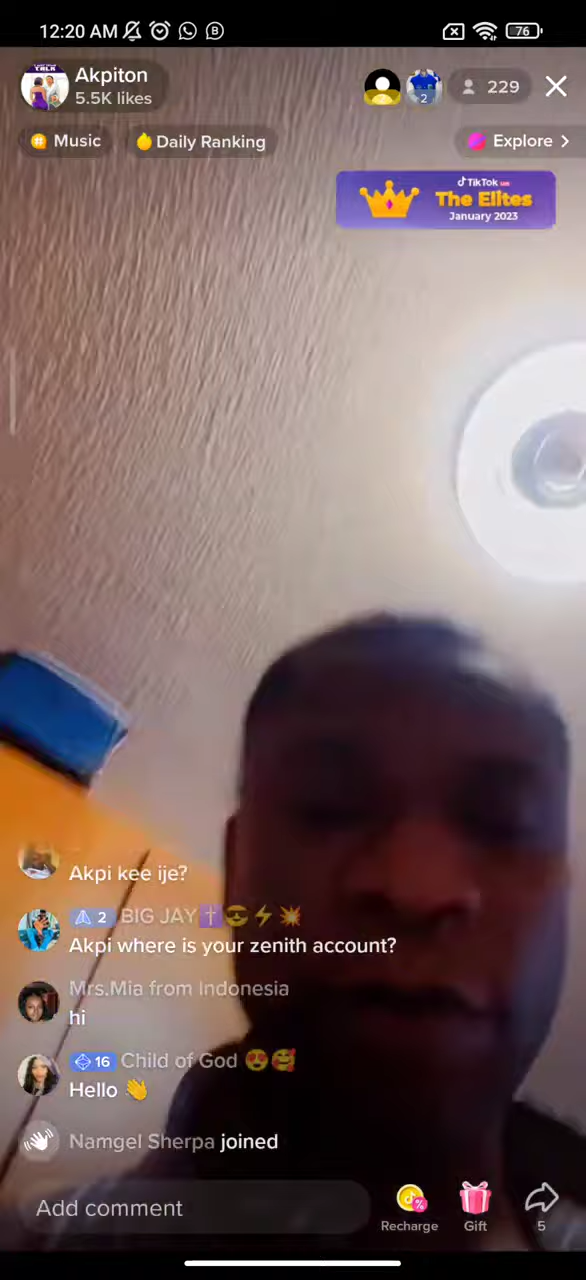 12:20 AM
76
Akpiton
5.5K likes
2
229
Music
Daily Ranking
Explore >
TikTok LIVE
The Elites
January 2023
Akpi kee ije?
2 BIG JAY✝️😎⚡💥
Akpi where is your zenith account?
Mrs.Mia from Indonesia
hi
16 Child of God 😍🥰
Hello 👋
Namgel Sherpa joined
Add comment
Recharge
Gift
5